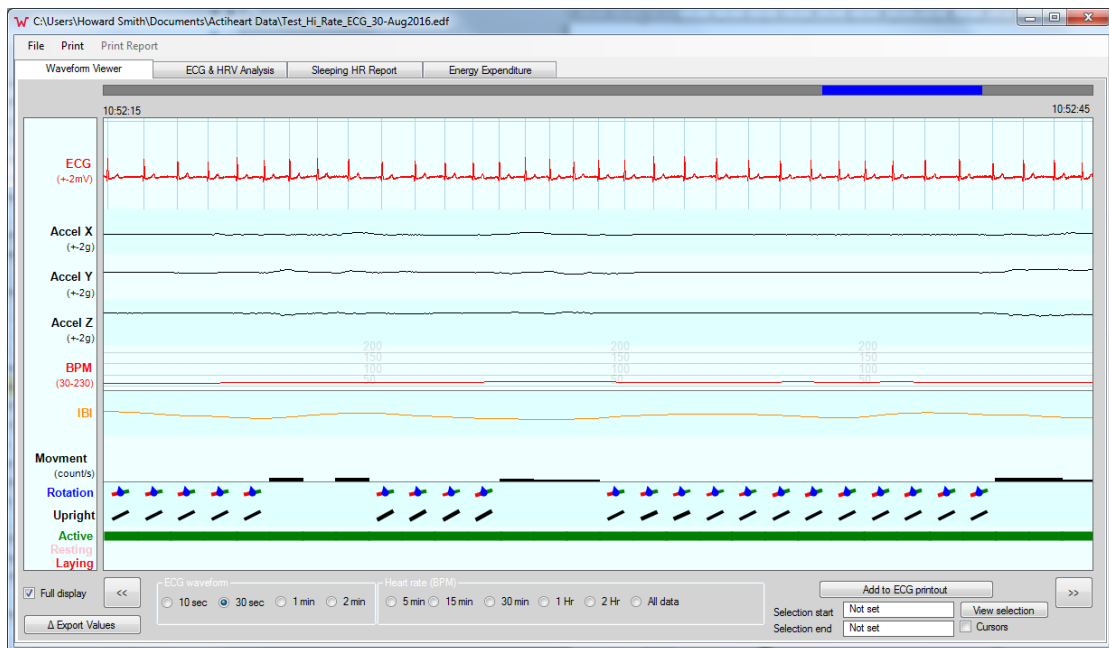 C:\Users\Howard Smith\Documents\Actiheart Data\Test_Hi_Rate_ECG_30-Aug2016.edf
File Print Print Report
Waveform Viewer ECG & HRV Analysis Sleeping HR Report Energy Expenditure
10:52:15 10:52:45
ECG
(+-2mV)
Accel X
(+-2g)
Accel Y
(+-2g)
Accel Z
(+-2g)
200 200 200
150 150 150
BPM 100 100 100
(30-230) 50 50 50
IBI
Movment
(count/s)
Rotation
Upright
Active
Resting
Laying
ECG waveform Heart rate (BPM)
Full display << 10 sec 30 sec 1 min 2 min 5 min 15 min 30 min 1 Hr 2 Hr All data Add to ECG printout >>
Selection start Not set View selection
Δ Export Values Selection end Not set Cursors